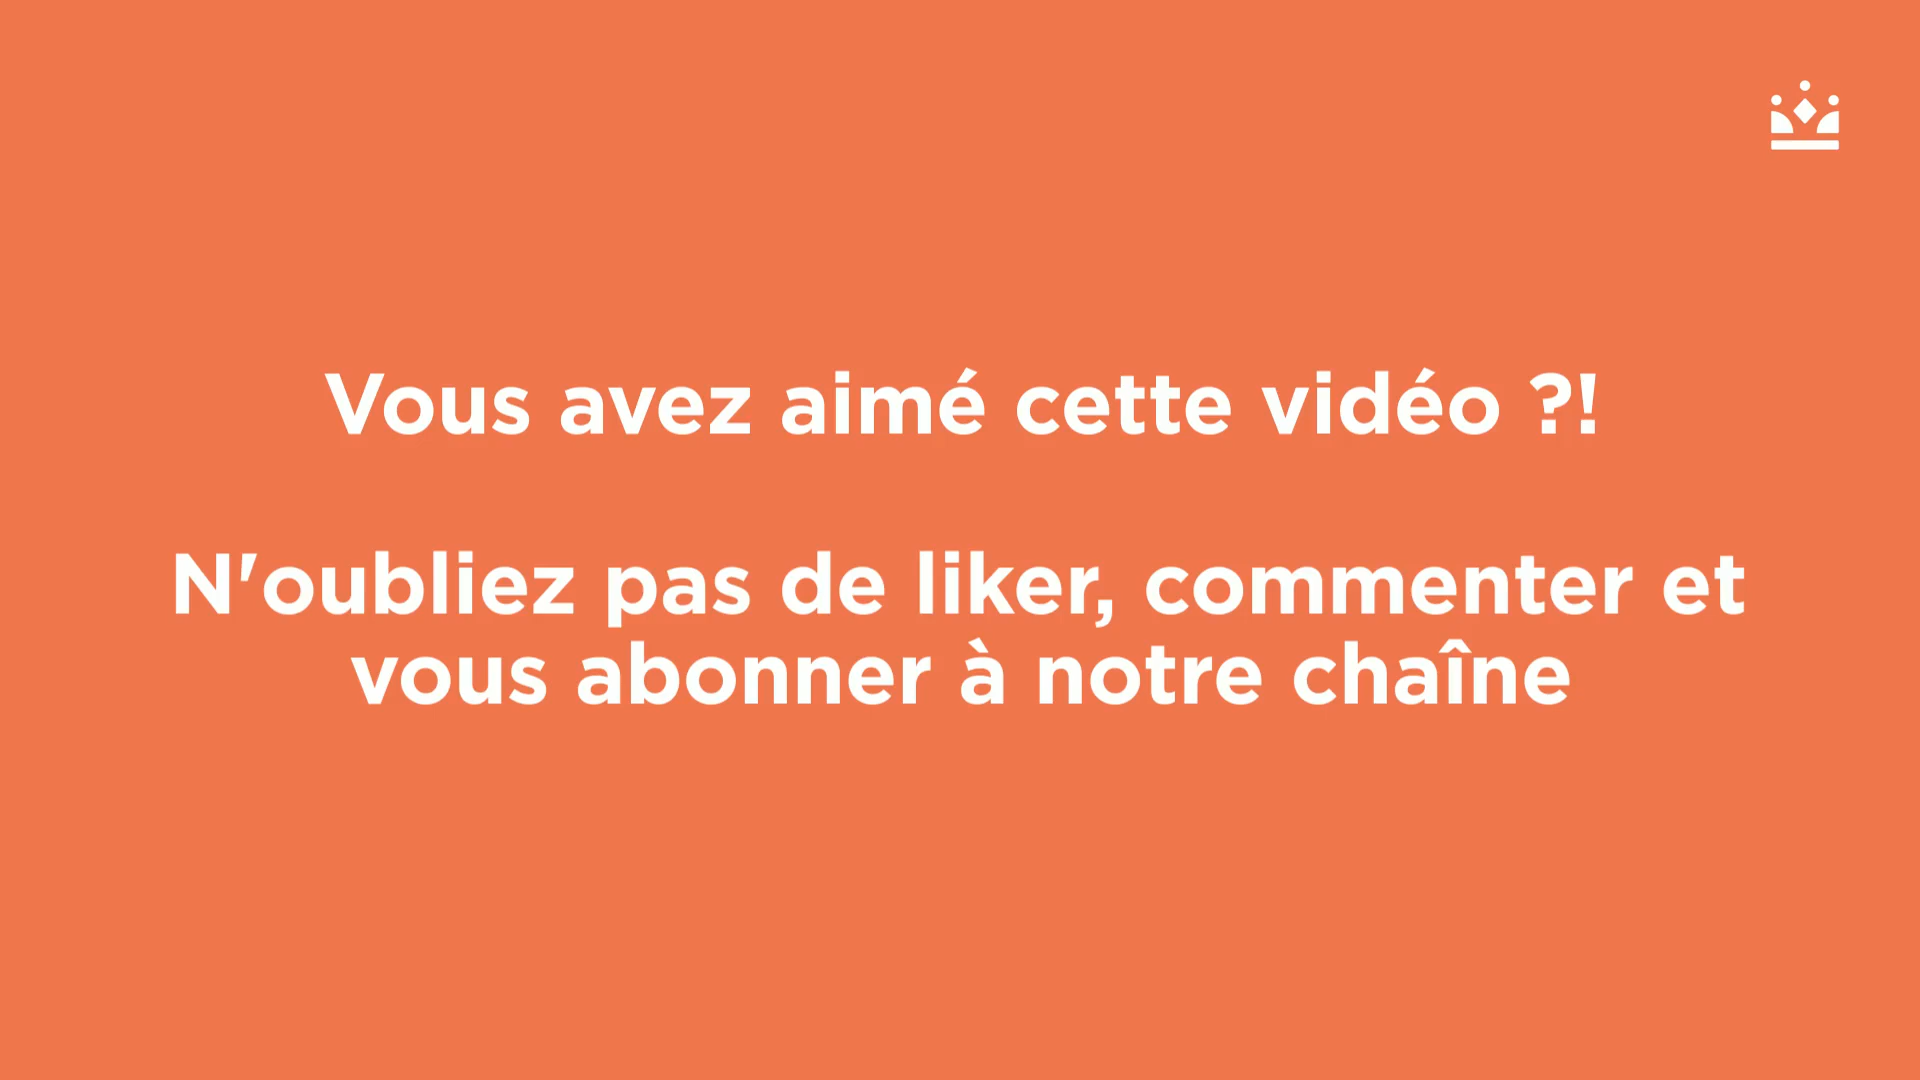 Vous avez aimé cette vidéo ?!
N'oubliez pas de liker, commenter et
vous abonner à notre chaîne